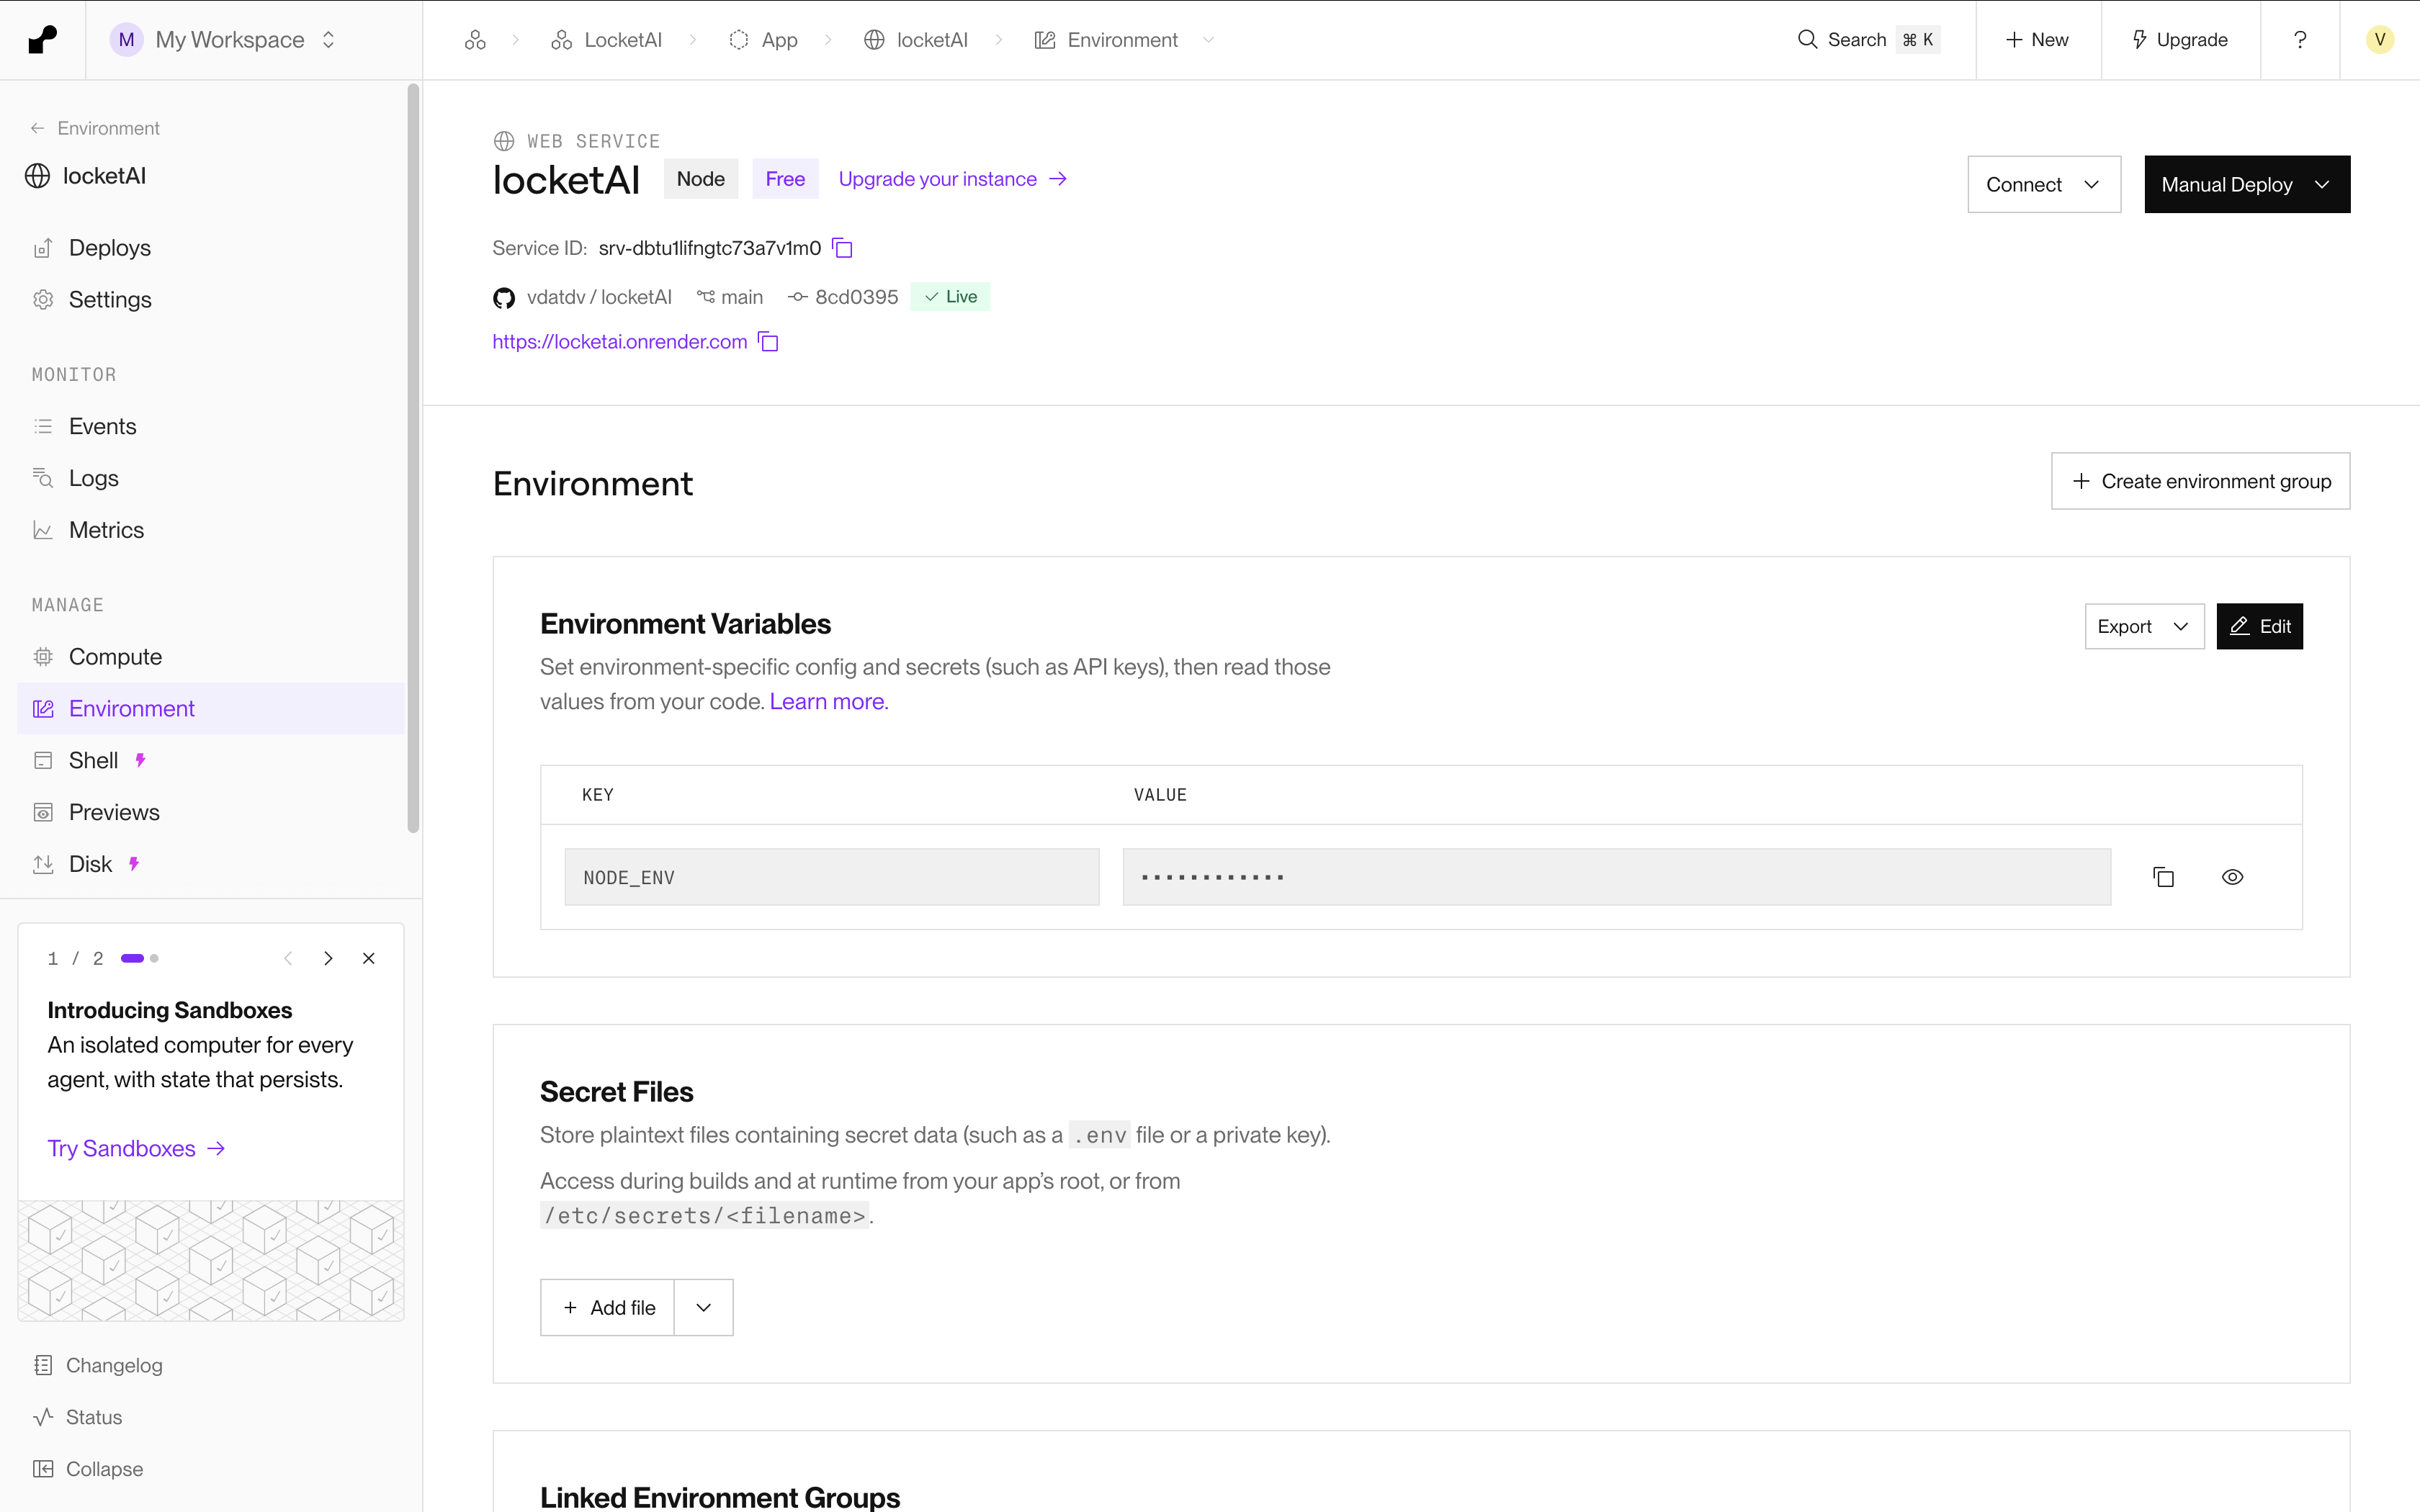 M My Workspace
LocketAI
App
locketAI
Environment
Search ⌘ K
+ New
Upgrade
?
V
← Environment
locketAI
Deploys
Settings
MONITOR
Events
Logs
Metrics
MANAGE
Compute
Environment
Shell
Previews
Disk
1 / 2
Introducing Sandboxes
An isolated computer for every
agent, with state that persists.
Try Sandboxes →
Changelog
Status
Collapse
WEB SERVICE
locketAI Node Free Upgrade your instance →
Connect
Manual Deploy
Service ID: srv-dbtu1lifngtc73a7v1m0
vdatdv / locketAI main 8cd0395 ✓ Live
https://locketai.onrender.com
Environment
+ Create environment group
Environment Variables
Export
Edit
Set environment-specific config and secrets (such as API keys), then read those
values from your code. Learn more.
KEY VALUE
NODE_ENV ············
Secret Files
Store plaintext files containing secret data (such as a .env file or a private key).
Access during builds and at runtime from your app’s root, or from
/etc/secrets/<filename>.
+ Add file
Linked Environment Groups